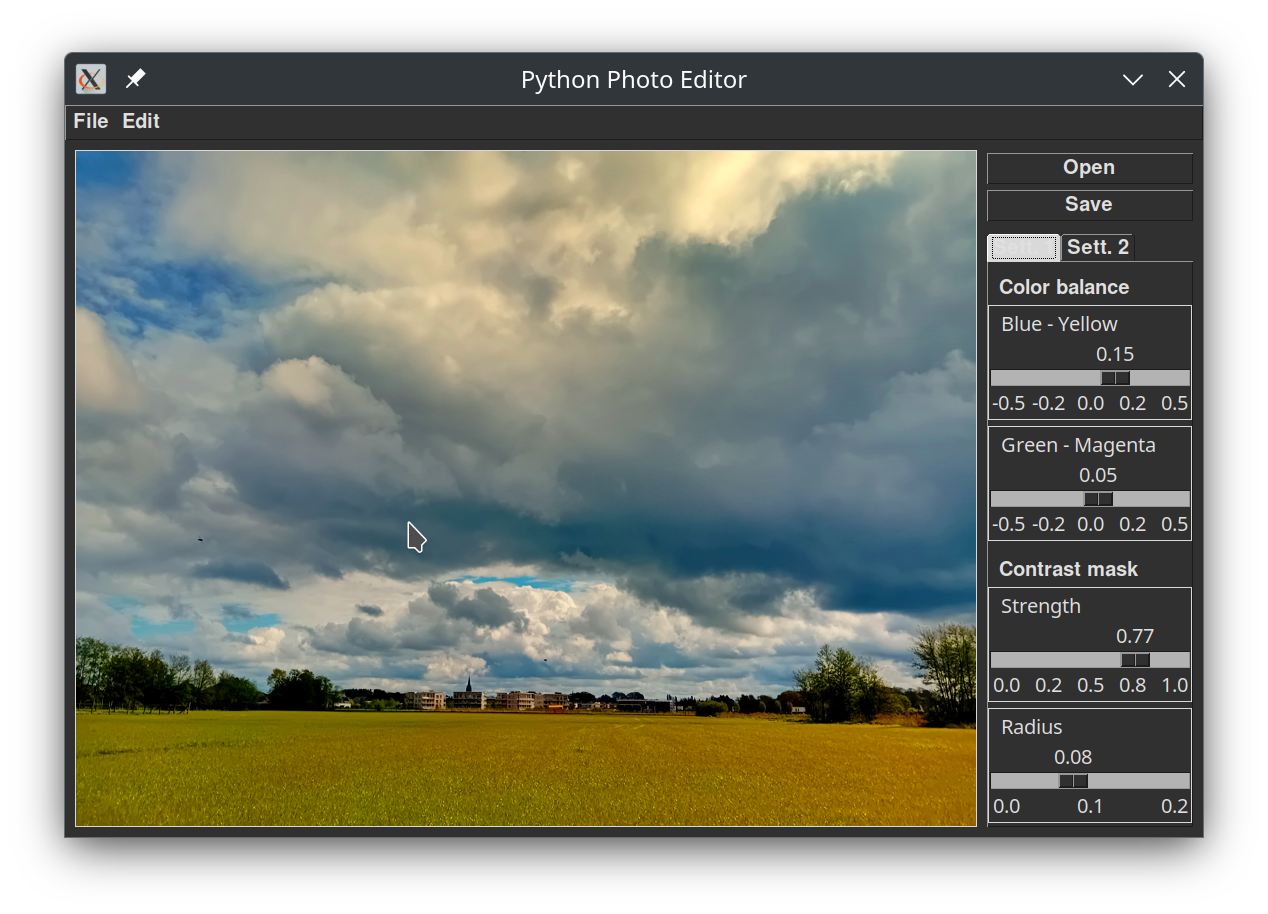 Python Photo Editor
File Edit
Open
Save
Sett. 2
Color balance
Blue - Yellow
0.15
-0.5 -0.2 0.0 0.2 0.5
Green - Magenta
0.05
-0.5 -0.2 0.0 0.2 0.5
Contrast mask
Strength
0.77
0.0 0.2 0.5 0.8 1.0
Radius
0.08
0.0 0.1 0.2